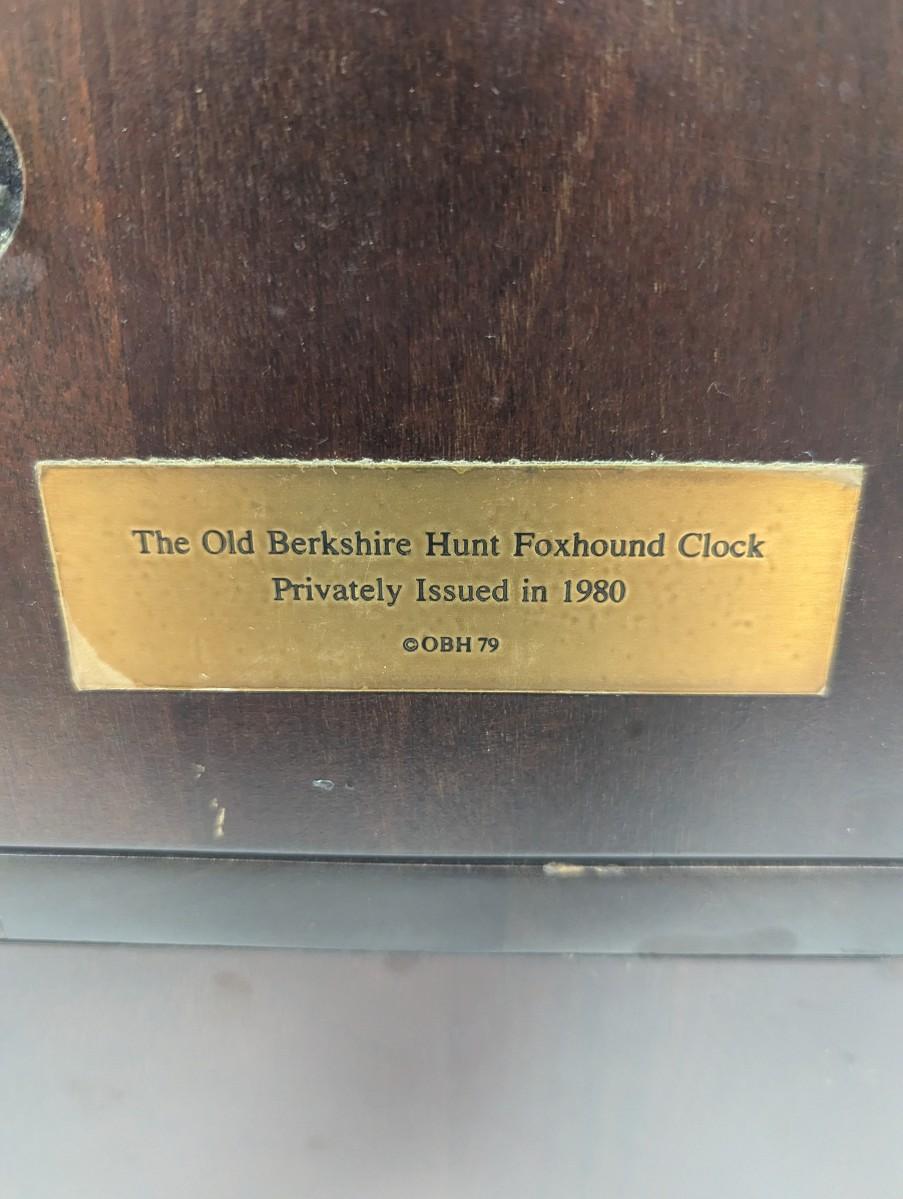 The Old Berkshire Hunt Foxhound Clock
Privately Issued in 1980
©OBH 79